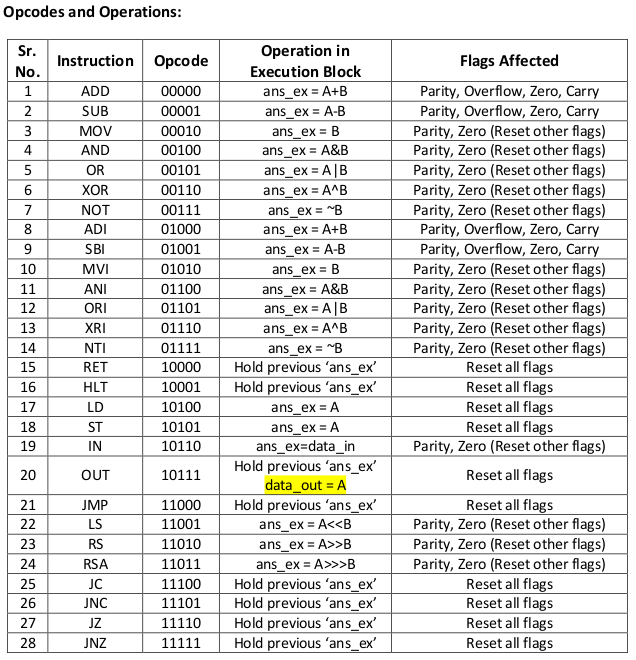 Opcodes and Operations:
Sr. No. Instruction Opcode Operation in Execution Block Flags Affected
1 ADD 00000 ans_ex = A+B Parity, Overflow, Zero, Carry
2 SUB 00001 ans_ex = A-B Parity, Overflow, Zero, Carry
3 MOV 00010 ans_ex = B Parity, Zero (Reset other flags)
4 AND 00100 ans_ex = A&B Parity, Zero (Reset other flags)
5 OR 00101 ans_ex = A|B Parity, Zero (Reset other flags)
6 XOR 00110 ans_ex = A^B Parity, Zero (Reset other flags)
7 NOT 00111 ans_ex = ~B Parity, Zero (Reset other flags)
8 ADI 01000 ans_ex = A+B Parity, Overflow, Zero, Carry
9 SBI 01001 ans_ex = A-B Parity, Overflow, Zero, Carry
10 MVI 01010 ans_ex = B Parity, Zero (Reset other flags)
11 ANI 01100 ans_ex = A&B Parity, Zero (Reset other flags)
12 ORI 01101 ans_ex = A|B Parity, Zero (Reset other flags)
13 XRI 01110 ans_ex = A^B Parity, Zero (Reset other flags)
14 NTI 01111 ans_ex = ~B Parity, Zero (Reset other flags)
15 RET 10000 Hold previous ‘ans_ex’ Reset all flags
16 HLT 10001 Hold previous ‘ans_ex’ Reset all flags
17 LD 10100 ans_ex = A Reset all flags
18 ST 10101 ans_ex = A Reset all flags
19 IN 10110 ans_ex=data_in Parity, Zero (Reset other flags)
20 OUT 10111 Hold previous ‘ans_ex’ data_out = A Reset all flags
21 JMP 11000 Hold previous ‘ans_ex’ Reset all flags
22 LS 11001 ans_ex = A<<B Parity, Zero (Reset other flags)
23 RS 11010 ans_ex = A>>B Parity, Zero (Reset other flags)
24 RSA 11011 ans_ex = A>>>B Parity, Zero (Reset other flags)
25 JC 11100 Hold previous ‘ans_ex’ Reset all flags
26 JNC 11101 Hold previous ‘ans_ex’ Reset all flags
27 JZ 11110 Hold previous ‘ans_ex’ Reset all flags
28 JNZ 11111 Hold previous ‘ans_ex’ Reset all flags